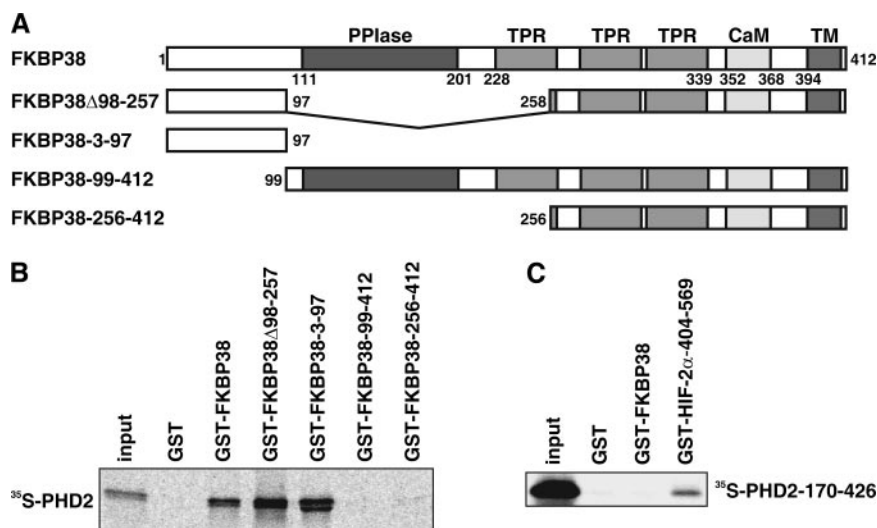 A
PPIase TPR TPR TPR CaM TM
FKBP38 1 412
111 201 228 339 352 368 394
FKBP38Δ98-257 97 258
FKBP38-3-97 97
FKBP38-99-412 99
FKBP38-256-412 256
B
input
GST
GST-FKBP38
GST-FKBP38Δ98-257
GST-FKBP38-3-97
GST-FKBP38-99-412
GST-FKBP38-256-412
³⁵S-PHD2
C
input
GST
GST-FKBP38
GST-HIF-2α-404-569
³⁵S-PHD2-170-426